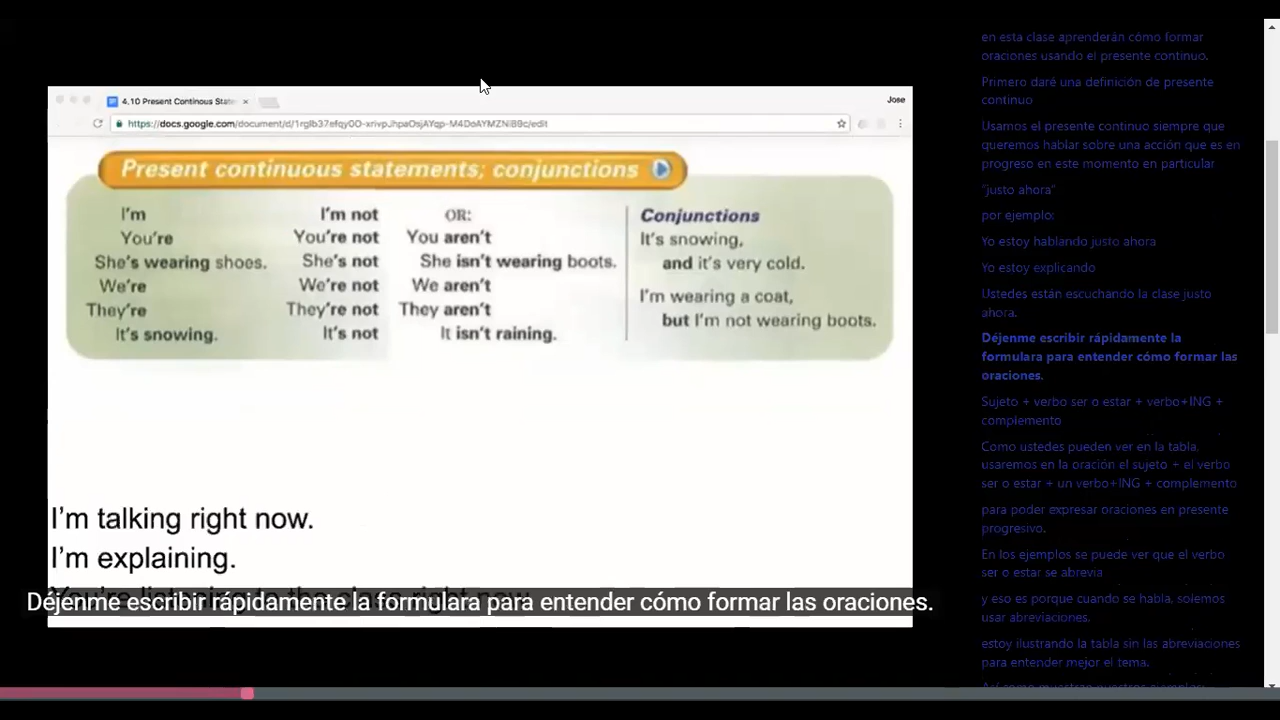 4.10 Present Continous State
Jose
https://docs.google.com/document/d/1rglb37efqy0O-xrivpJhpaOsjAYqp-M4DoAYMZNiB9c/edit
Present continuous statements; conjunctions
I'm I'm not OR: Conjunctions
You're You're not You aren't It's snowing,
She's wearing shoes. She's not She isn't wearing boots. and it's very cold.
We're We're not We aren't I'm wearing a coat,
They're They're not They aren't but I'm not wearing boots.
It's snowing. It's not It isn't raining.
I'm talking right now.
I'm explaining.
You're listening to the class right now.
Déjenme escribir rápidamente la formulara para entender cómo formar las oraciones.
en esta clase aprenderán cómo formar
oraciones usando el presente continuo.
Primero daré una definición de presente
continuo
Usamos el presente continuo siempre que
queremos hablar sobre una acción que es en
progreso en este momento en particular
"justo ahora"
por ejemplo:
Yo estoy hablando justo ahora
Yo estoy explicando
Ustedes están escuchando la clase justo
ahora.
Déjenme escribir rápidamente la
formulara para entender cómo formar las
oraciones.
Sujeto + verbo ser o estar + verbo+ING +
complemento
Como ustedes pueden ver en la tabla,
usaremos en la oración el sujeto + el verbo
ser o estar + un verbo+ING + complemento
para poder expresar oraciones en presente
progresivo.
En los ejemplos se puede ver que el verbo
ser o estar se abrevia
y eso es porque cuando se habla, solemos
usar abreviaciones.
estoy ilustrando la tabla sin las abreviaciones
para entender mejor el tema.